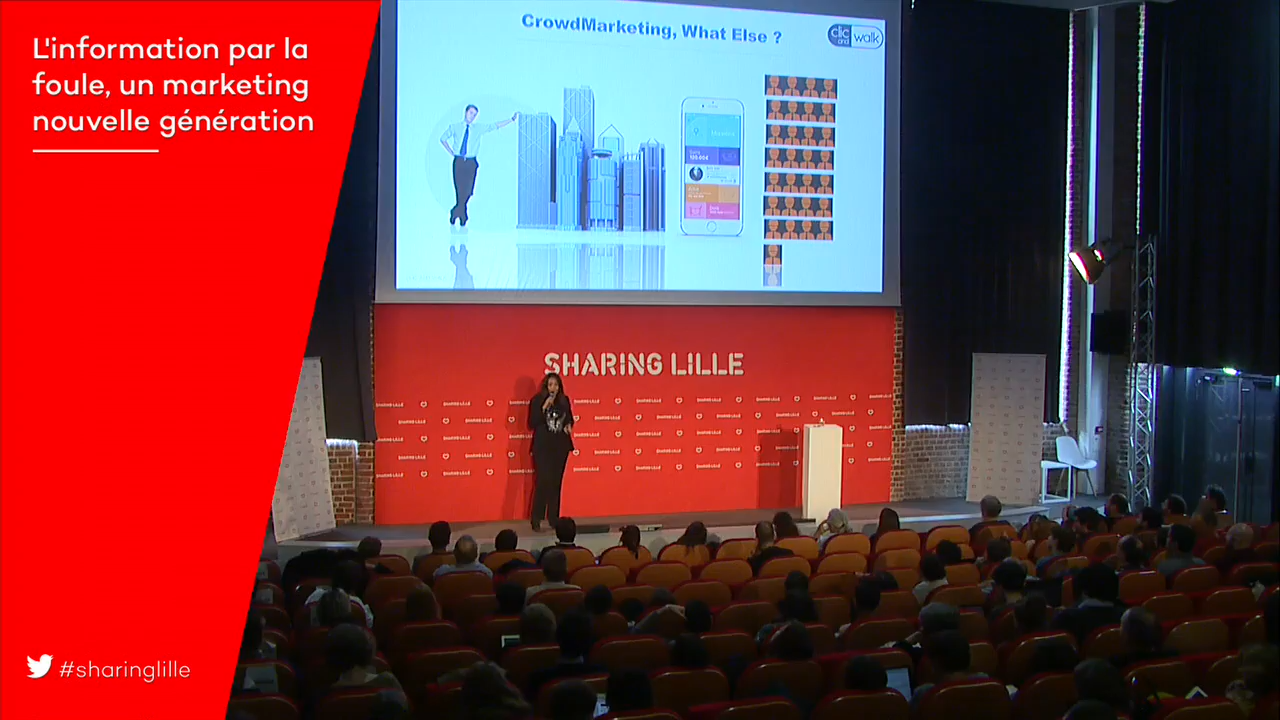 L'information par la
foule, un marketing
nouvelle génération
#sharinglille
CrowdMarketing, What Else ?
clic
and
walk
SHARING LILLE